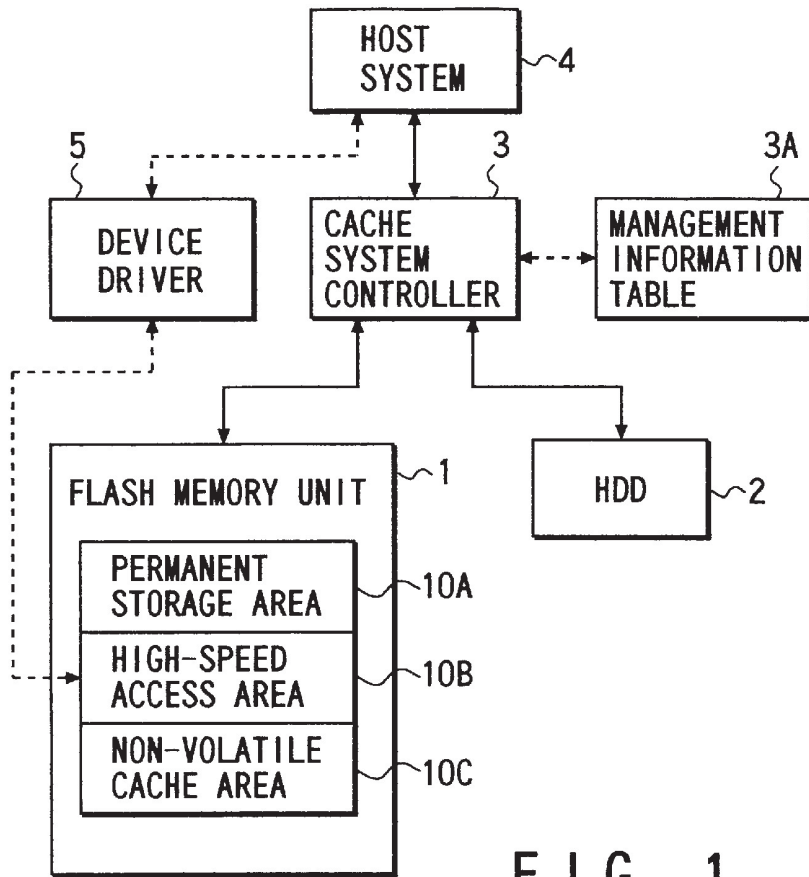 HOST
SYSTEM
4
5
3
3A
DEVICE
DRIVER
CACHE
SYSTEM
CONTROLLER
MANAGEMENT
INFORMATION
TABLE
FLASH MEMORY UNIT
1
HDD
2
PERMANENT
STORAGE AREA
10A
HIGH-SPEED
ACCESS AREA
10B
NON-VOLATILE
CACHE AREA
10C
FIG. 1